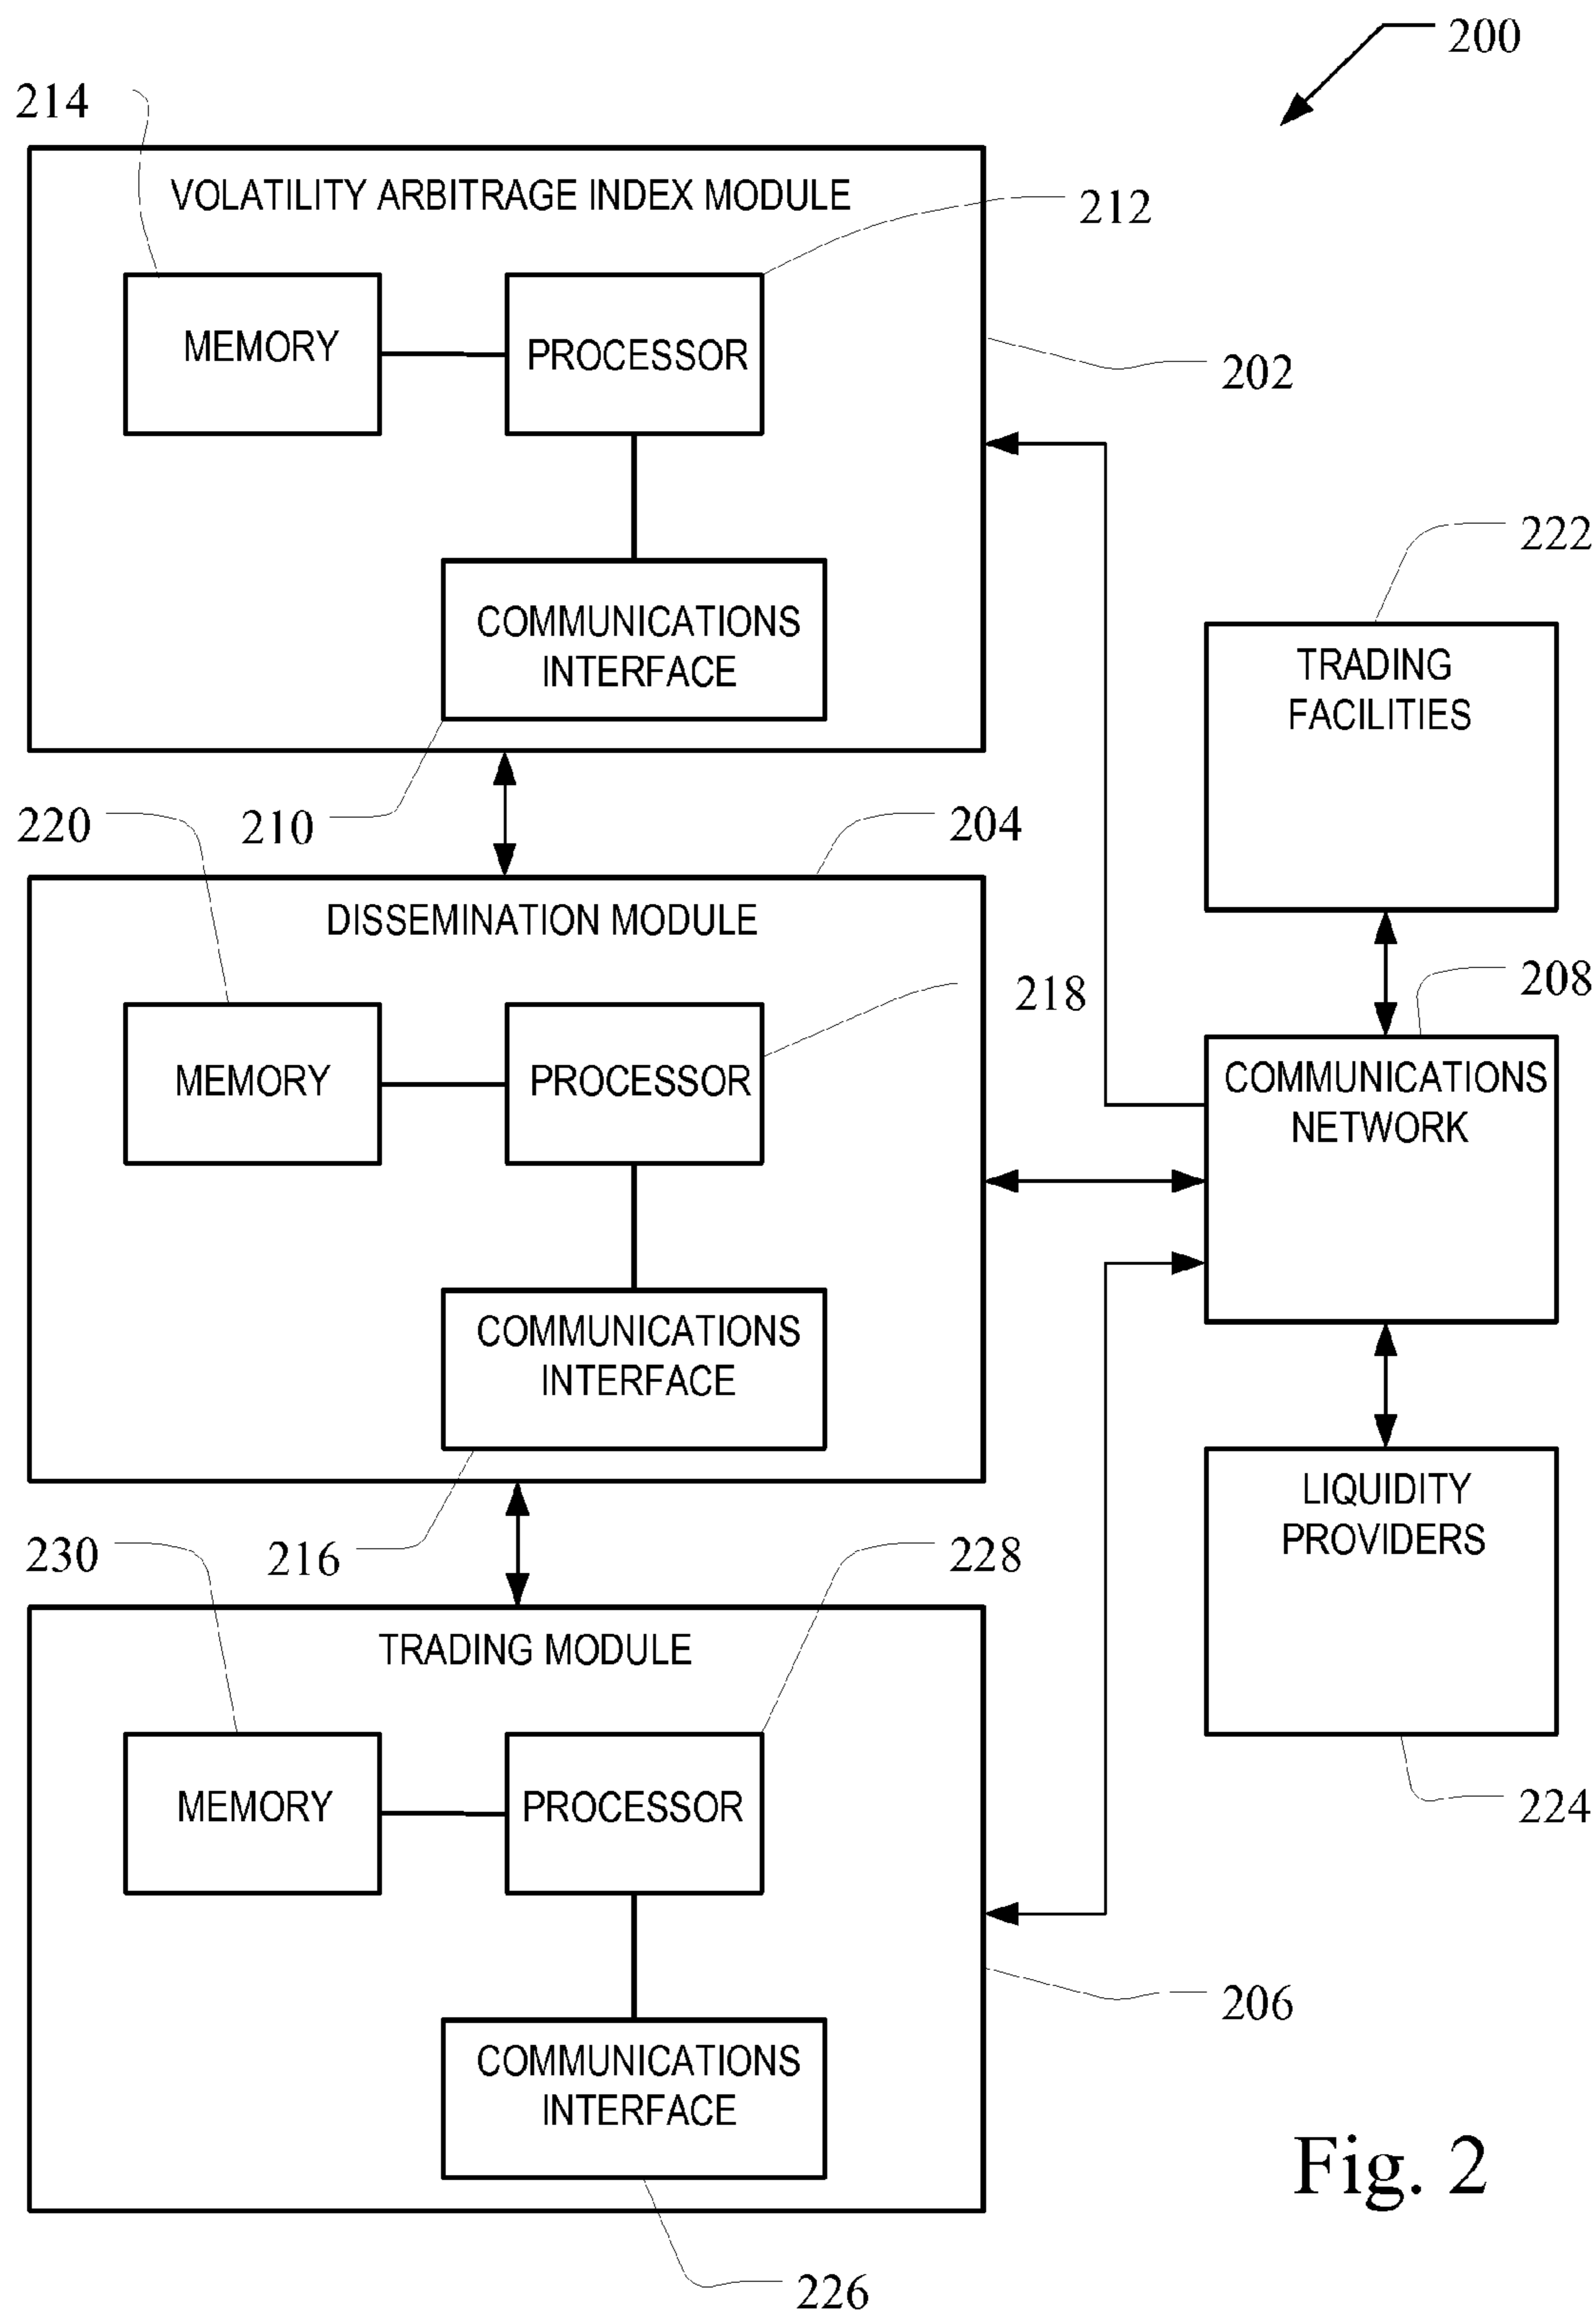 200
214
VOLATILITY ARBITRAGE INDEX MODULE
212
MEMORY
PROCESSOR
202
222
COMMUNICATIONS
INTERFACE
TRADING
FACILITIES
220
210
204
DISSEMINATION MODULE
218
208
MEMORY
PROCESSOR
COMMUNICATIONS
NETWORK
COMMUNICATIONS
INTERFACE
LIQUIDITY
PROVIDERS
230
216
228
TRADING MODULE
MEMORY
PROCESSOR
224
206
COMMUNICATIONS
INTERFACE
Fig. 2
226